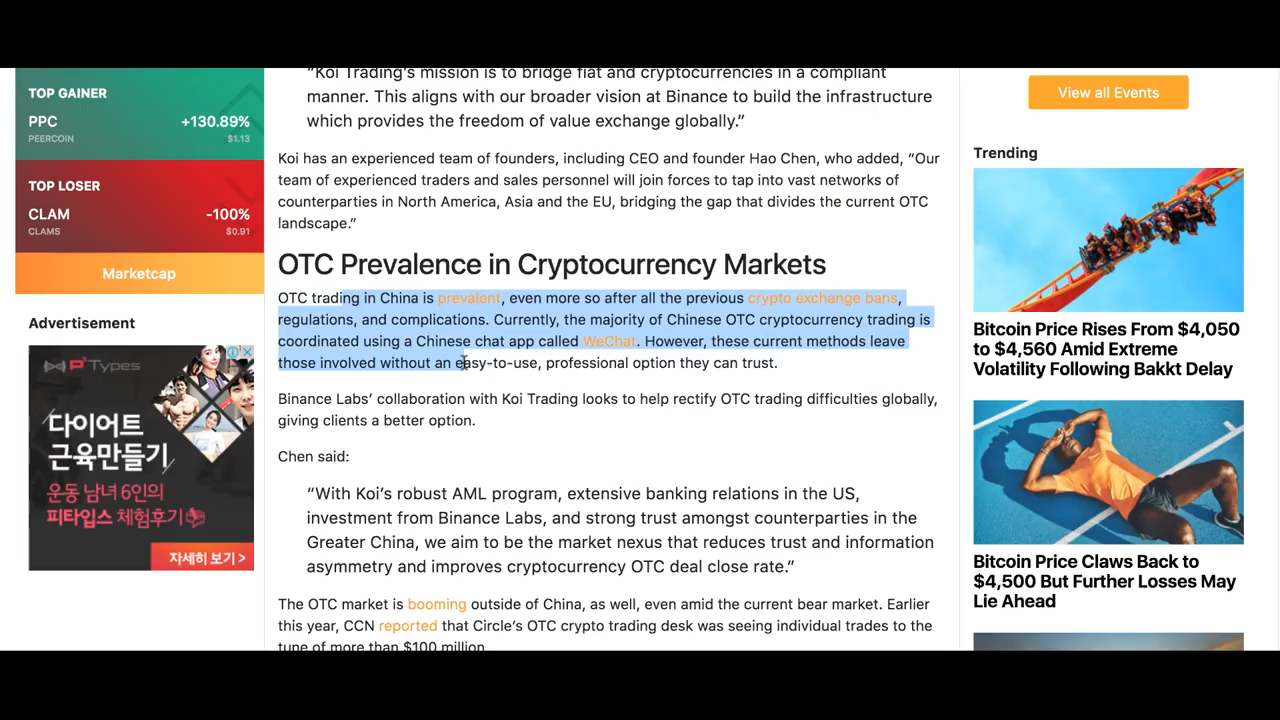 TOP GAINER
PPC +130.89%
PEERCOIN $1.13
TOP LOSER
CLAM -100%
CLAMS $0.91
Marketcap
Advertisement
P+Types
다이어트
근육만들기
운동 남녀 6인의
피타입스 체험후기
자세히 보기 >
“Koi Trading’s mission is to bridge fiat and cryptocurrencies in a compliant
manner. This aligns with our broader vision at Binance to build the infrastructure
which provides the freedom of value exchange globally.”
Koi has an experienced team of founders, including CEO and founder Hao Chen, who added, “Our
team of experienced traders and sales personnel will join forces to tap into vast networks of
counterparties in North America, Asia and the EU, bridging the gap that divides the current OTC
landscape.”
OTC Prevalence in Cryptocurrency Markets
OTC trading in China is prevalent, even more so after all the previous crypto exchange bans,
regulations, and complications. Currently, the majority of Chinese OTC cryptocurrency trading is
coordinated using a Chinese chat app called WeChat. However, these current methods leave
those involved without an easy-to-use, professional option they can trust.
Binance Labs’ collaboration with Koi Trading looks to help rectify OTC trading difficulties globally,
giving clients a better option.
Chen said:
“With Koi’s robust AML program, extensive banking relations in the US,
investment from Binance Labs, and strong trust amongst counterparties in the
Greater China, we aim to be the market nexus that reduces trust and information
asymmetry and improves cryptocurrency OTC deal close rate.”
The OTC market is booming outside of China, as well, even amid the current bear market. Earlier
this year, CCN reported that Circle’s OTC crypto trading desk was seeing individual trades to the
tune of more than $100 million.
View all Events
Trending
Bitcoin Price Rises From $4,050
to $4,560 Amid Extreme
Volatility Following Bakkt Delay
Bitcoin Price Claws Back to
$4,500 But Further Losses May
Lie Ahead